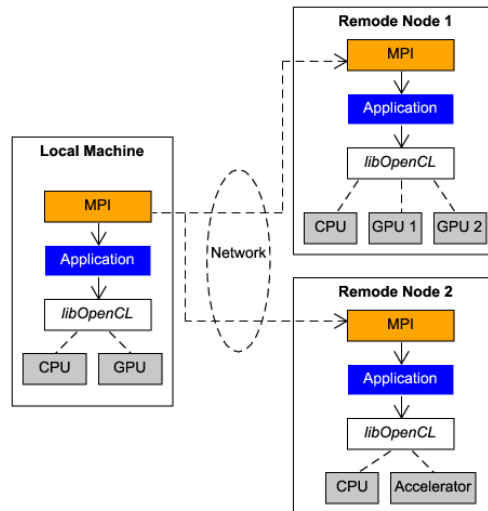 Local Machine
MPI
Application
libOpenCL
CPU
GPU
Network
Remode Node 1
MPI
Application
libOpenCL
CPU
GPU 1
GPU 2
Remode Node 2
MPI
Application
libOpenCL
CPU
Accelerator